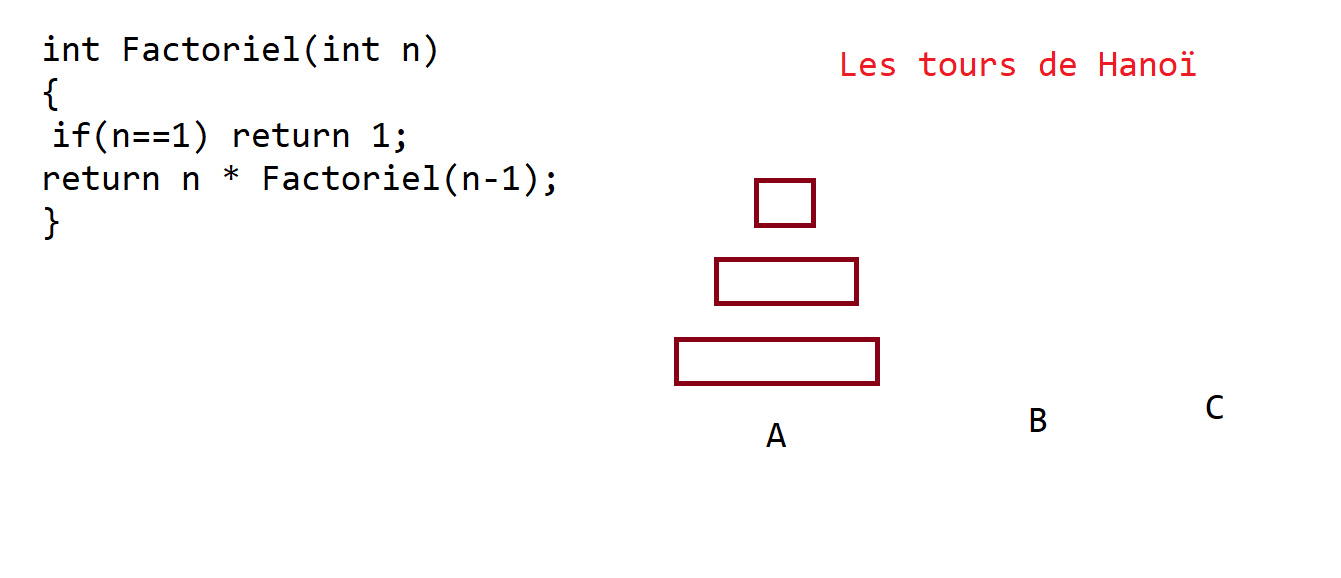 int Factoriel(int n)
{
if(n==1) return 1;
return n * Factoriel(n-1);
}
Les tours de Hanoï
A
B
C